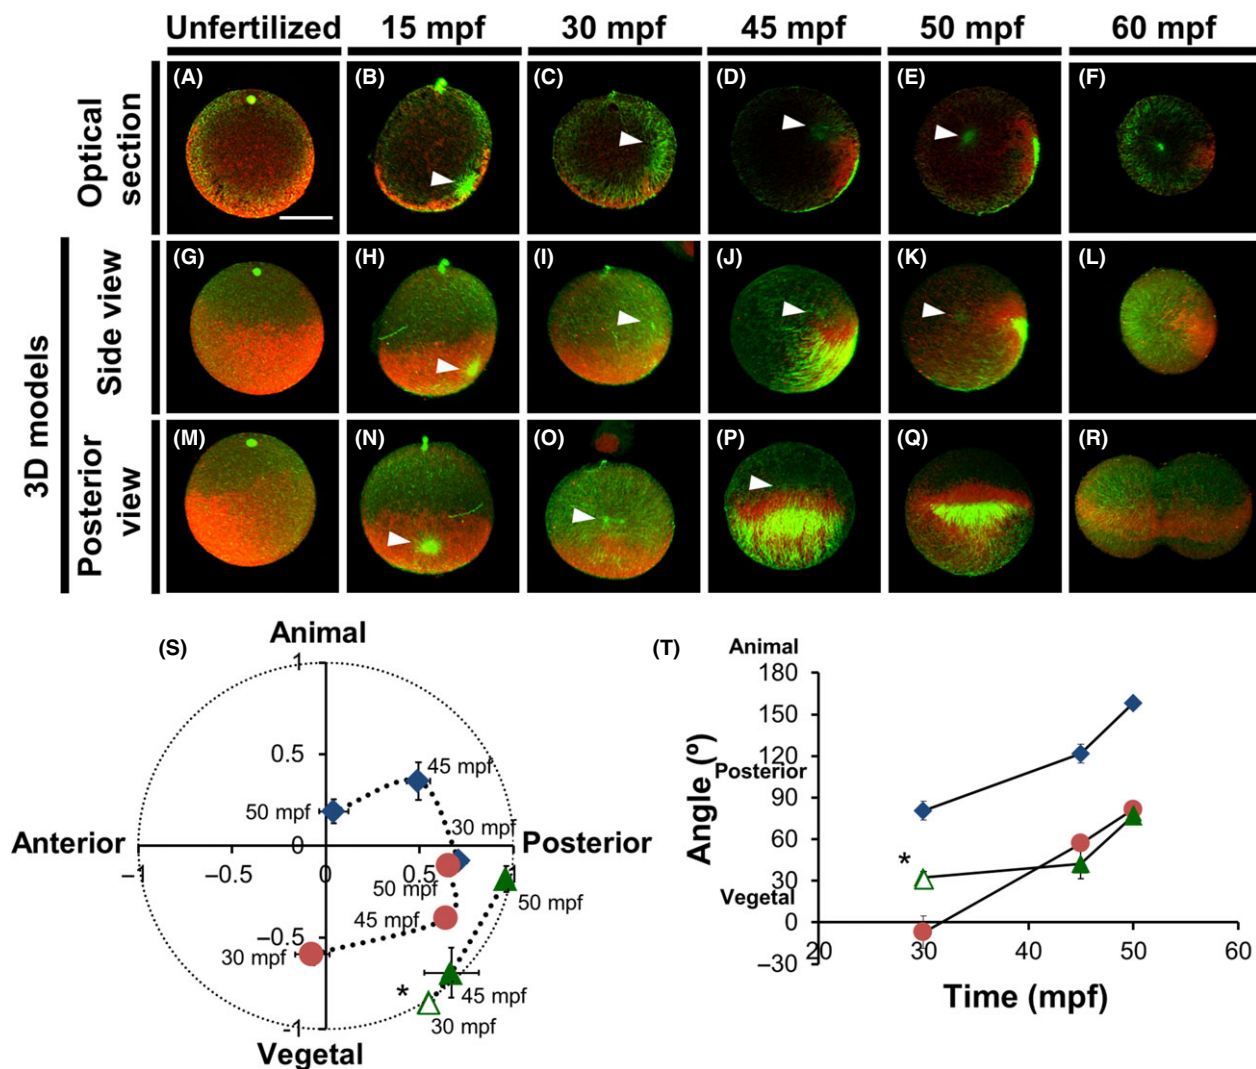 Unfertilized 15 mpf 30 mpf 45 mpf 50 mpf 60 mpf
Optical section
(A) (B) (C) (D) (E) (F)
3D models
Side view
(G) (H) (I) (J) (K) (L)
Posterior view
(M) (N) (O) (P) (Q) (R)
(S)
Animal
1
0.5
45 mpf
50 mpf
30 mpf
Anterior
0
Posterior
–1 –0.5 0 0.5 1
50 mpf
50 mpf
45 mpf
–0.5
30 mpf
45 mpf
*
30 mpf
-1
Vegetal
(T)
Animal
180
150
120
Posterior
90
60
*
30
Vegetal
0
20 30 40 50 60
–30
Angle (º)
Time (mpf)